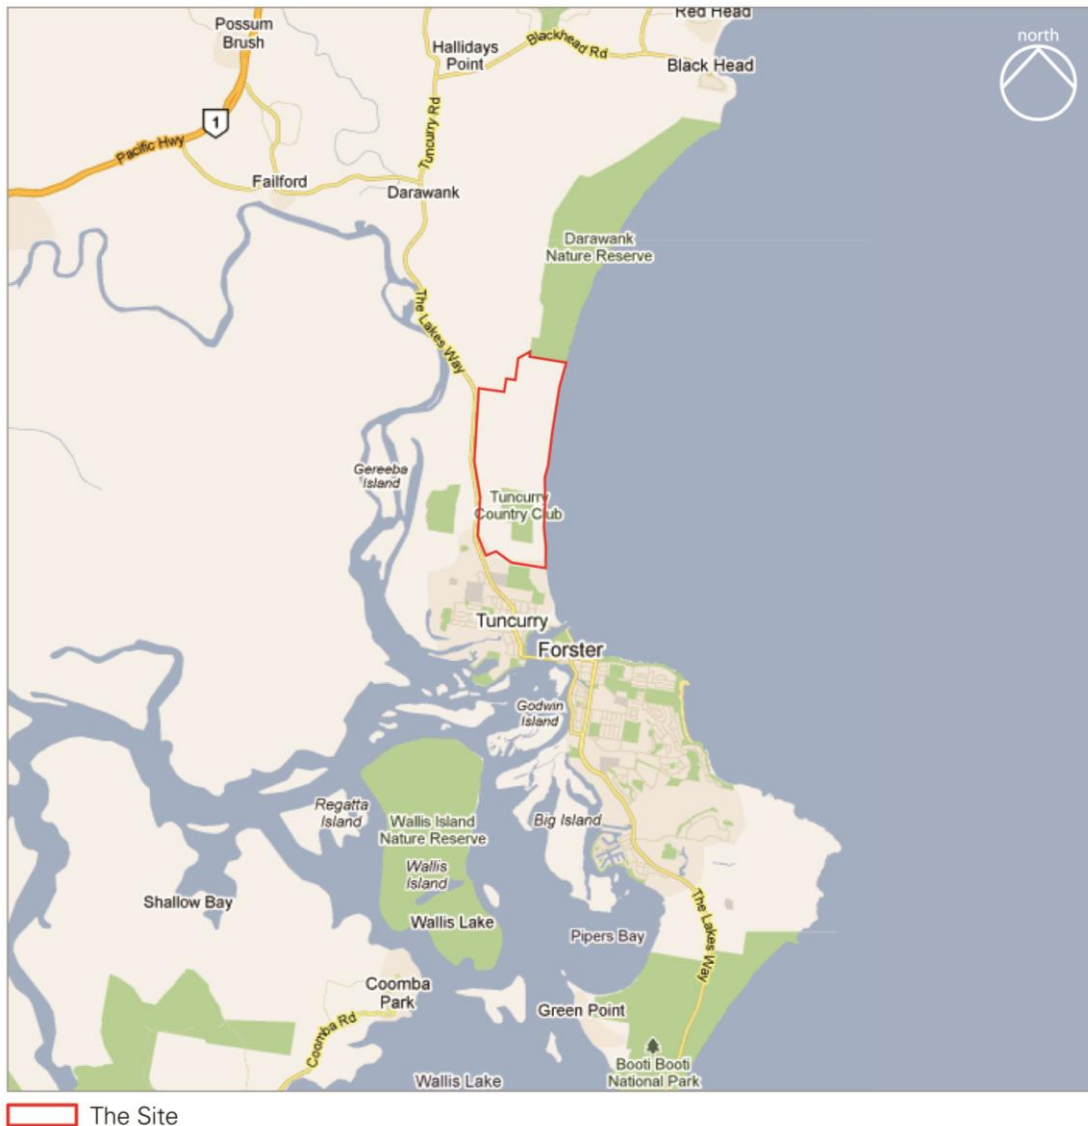 Red Head
Possum
Brush
north
Blackhead Rd
Hallidays
Point
Black Head
1
Tuncurry Rd
Pacific Hwy
Failford
Darawank
Darawank
Nature Reserve
The Lakes Way
Gereeba
Island
Tuncurry
Country Club
Tuncurry
Forster
Godwin
Island
Regatta
Island
Wallis Island
Nature Reserve
Big Island
Wallis
Island
Shallow Bay
Wallis Lake
The Lakes Way
Pipers Bay
Coomba
Park
Green Point
Coomba Rd
Booti Booti
National Park
Wallis Lake
The Site